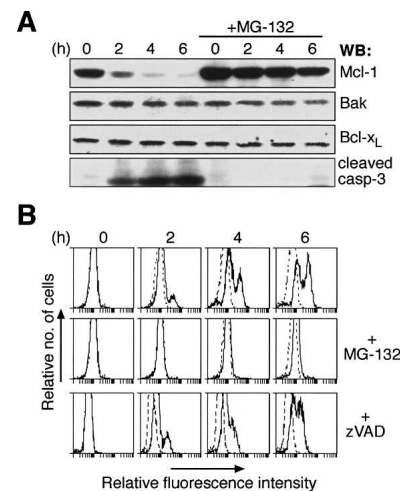 A
+MG-132
(h) 0 2 4 6 0 2 4 6 WB:
Mcl-1
Bak
Bcl-xL
cleaved
casp-3
B
(h) 0 2 4 6
Relative no. of cells
+
MG-132
+
zVAD
Relative fluorescence intensity